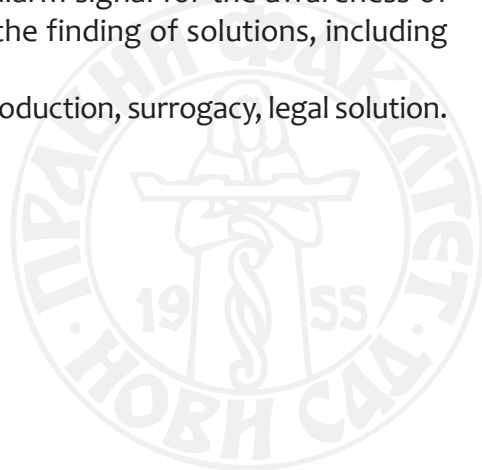 alarm signal for the awareness of
the finding of solutions, including
oduction, surrogacy, legal solution.
ПРАВНИ ФАКУЛТЕТ
19 55
НОВИ САД